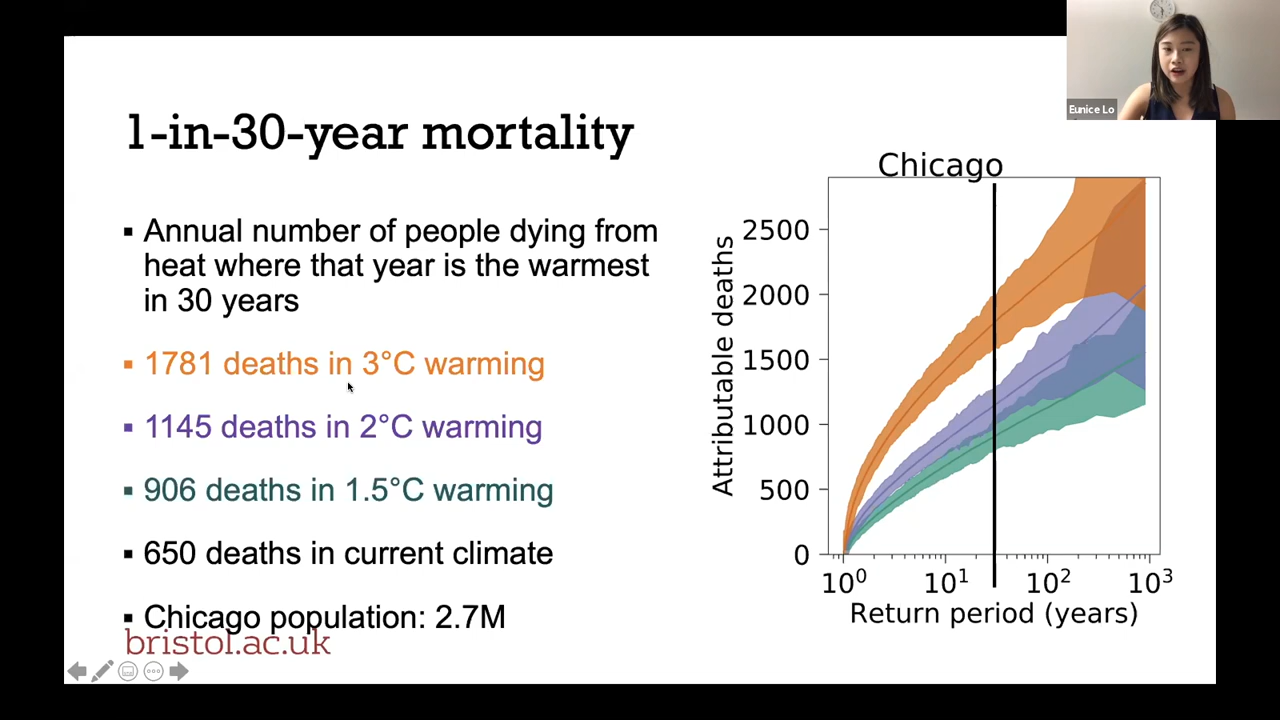 Eunice Lo
1-in-30-year mortality
▪ Annual number of people dying from
heat where that year is the warmest
in 30 years
▪ 1781 deaths in 3°C warming
▪ 1145 deaths in 2°C warming
▪ 906 deaths in 1.5°C warming
▪ 650 deaths in current climate
▪ Chicago population: 2.7M
bristol.ac.uk
Chicago
Attributable deaths
2500
2000
1500
1000
500
0
10⁰ 10¹ 10² 10³
Return period (years)